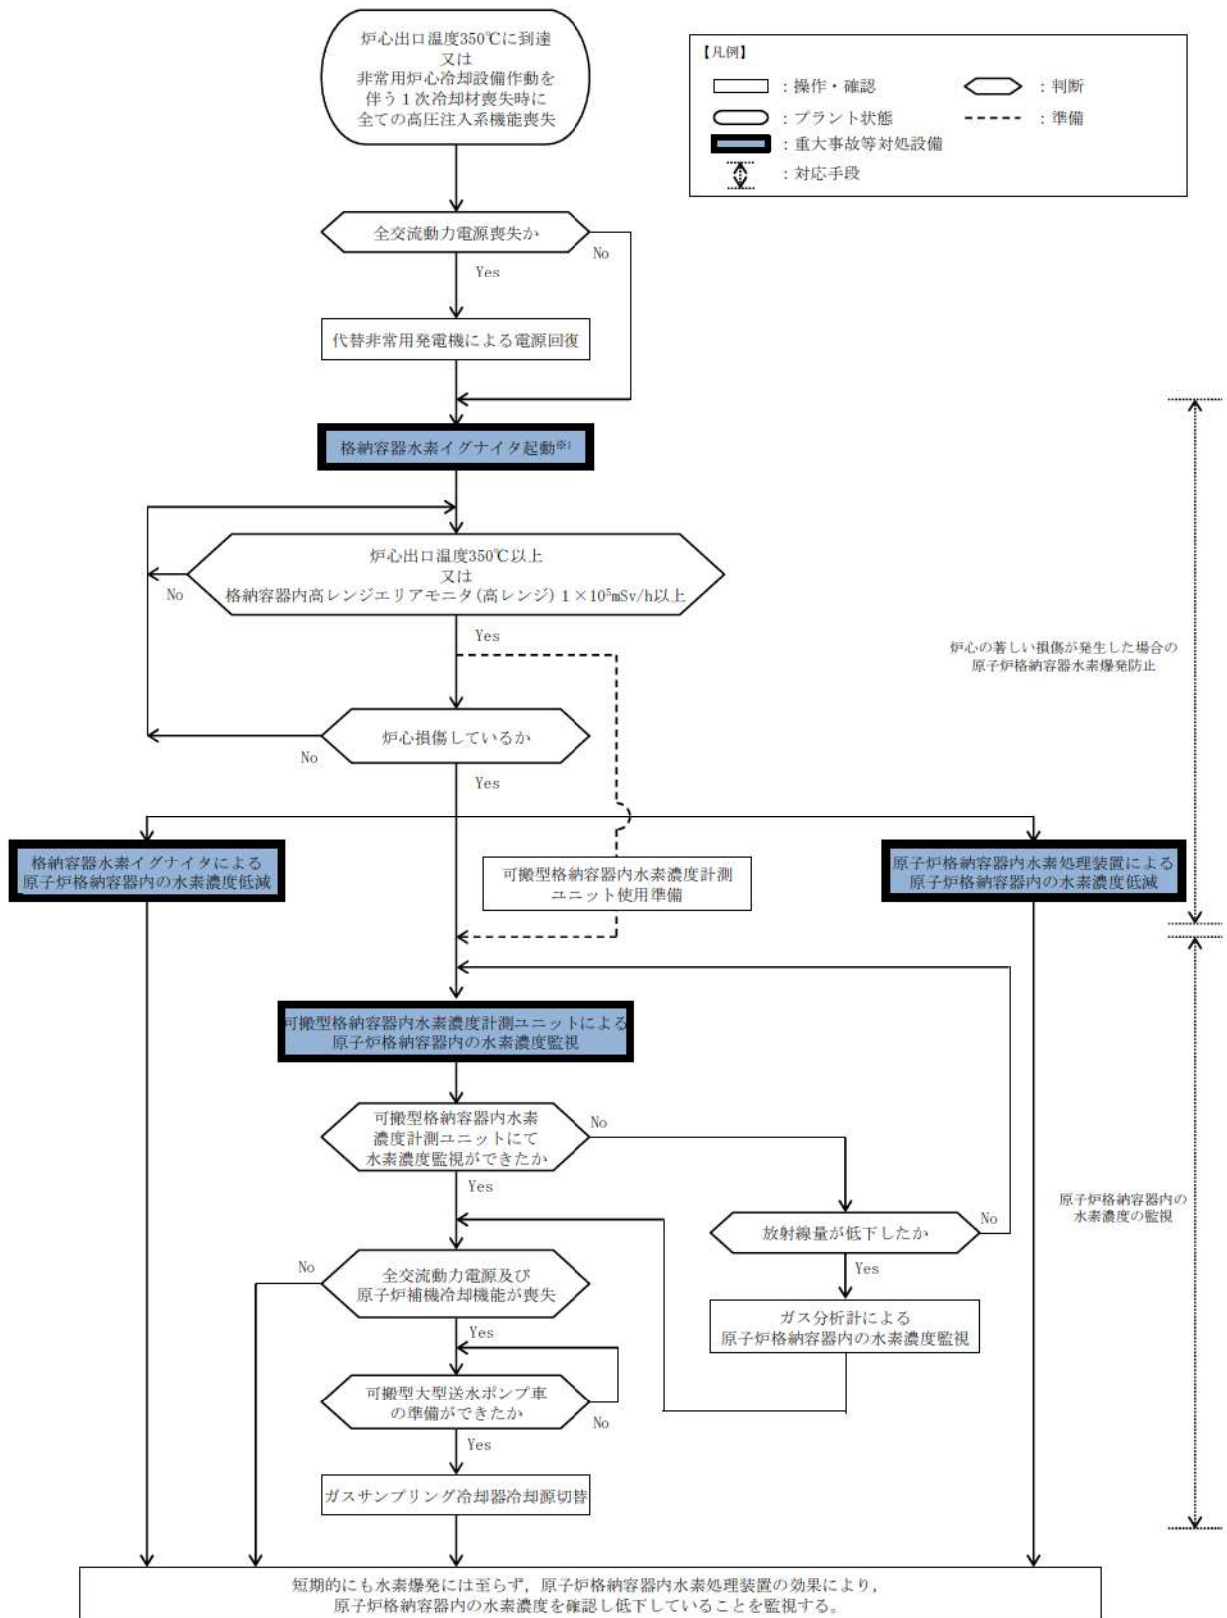 炉心出口温度350℃に到達
又は
非常用炉心冷却設備作動を
伴う１次冷却材喪失時に
全ての高圧注入系機能喪失
【凡例】
：操作・確認
：判断
：プラント状態
：準備
：重大事故等対処設備
：対応手段
全交流動力電源喪失か
No
Yes
代替非常用発電機による電源回復
格納容器水素イグナイタ起動※1
炉心出口温度350℃以上
又は
格納容器内高レンジエリアモニタ(高レンジ)１×10⁵mSv/h以上
No
Yes
炉心の著しい損傷が発生した場合の
原子炉格納容器水素爆発防止
炉心損傷しているか
No
Yes
格納容器水素イグナイタによる
原子炉格納容器内の水素濃度低減
可搬型格納容器内水素濃度計測
ユニット使用準備
原子炉格納容器内水素処理装置による
原子炉格納容器内の水素濃度低減
可搬型格納容器内水素濃度計測ユニットによる
原子炉格納容器内の水素濃度監視
可搬型格納容器内水素
濃度計測ユニットにて
水素濃度監視ができたか
No
Yes
放射線量が低下したか
No
Yes
原子炉格納容器内の
水素濃度の監視
全交流動力電源及び
原子炉補機冷却機能が喪失
No
Yes
ガス分析計による
原子炉格納容器内の水素濃度監視
可搬型大型送水ポンプ車
の準備ができたか
No
Yes
ガスサンプリング冷却器冷却源切替
短期的にも水素爆発には至らず，原子炉格納容器内水素処理装置の効果により，
原子炉格納容器内の水素濃度を確認し低下していることを監視する。